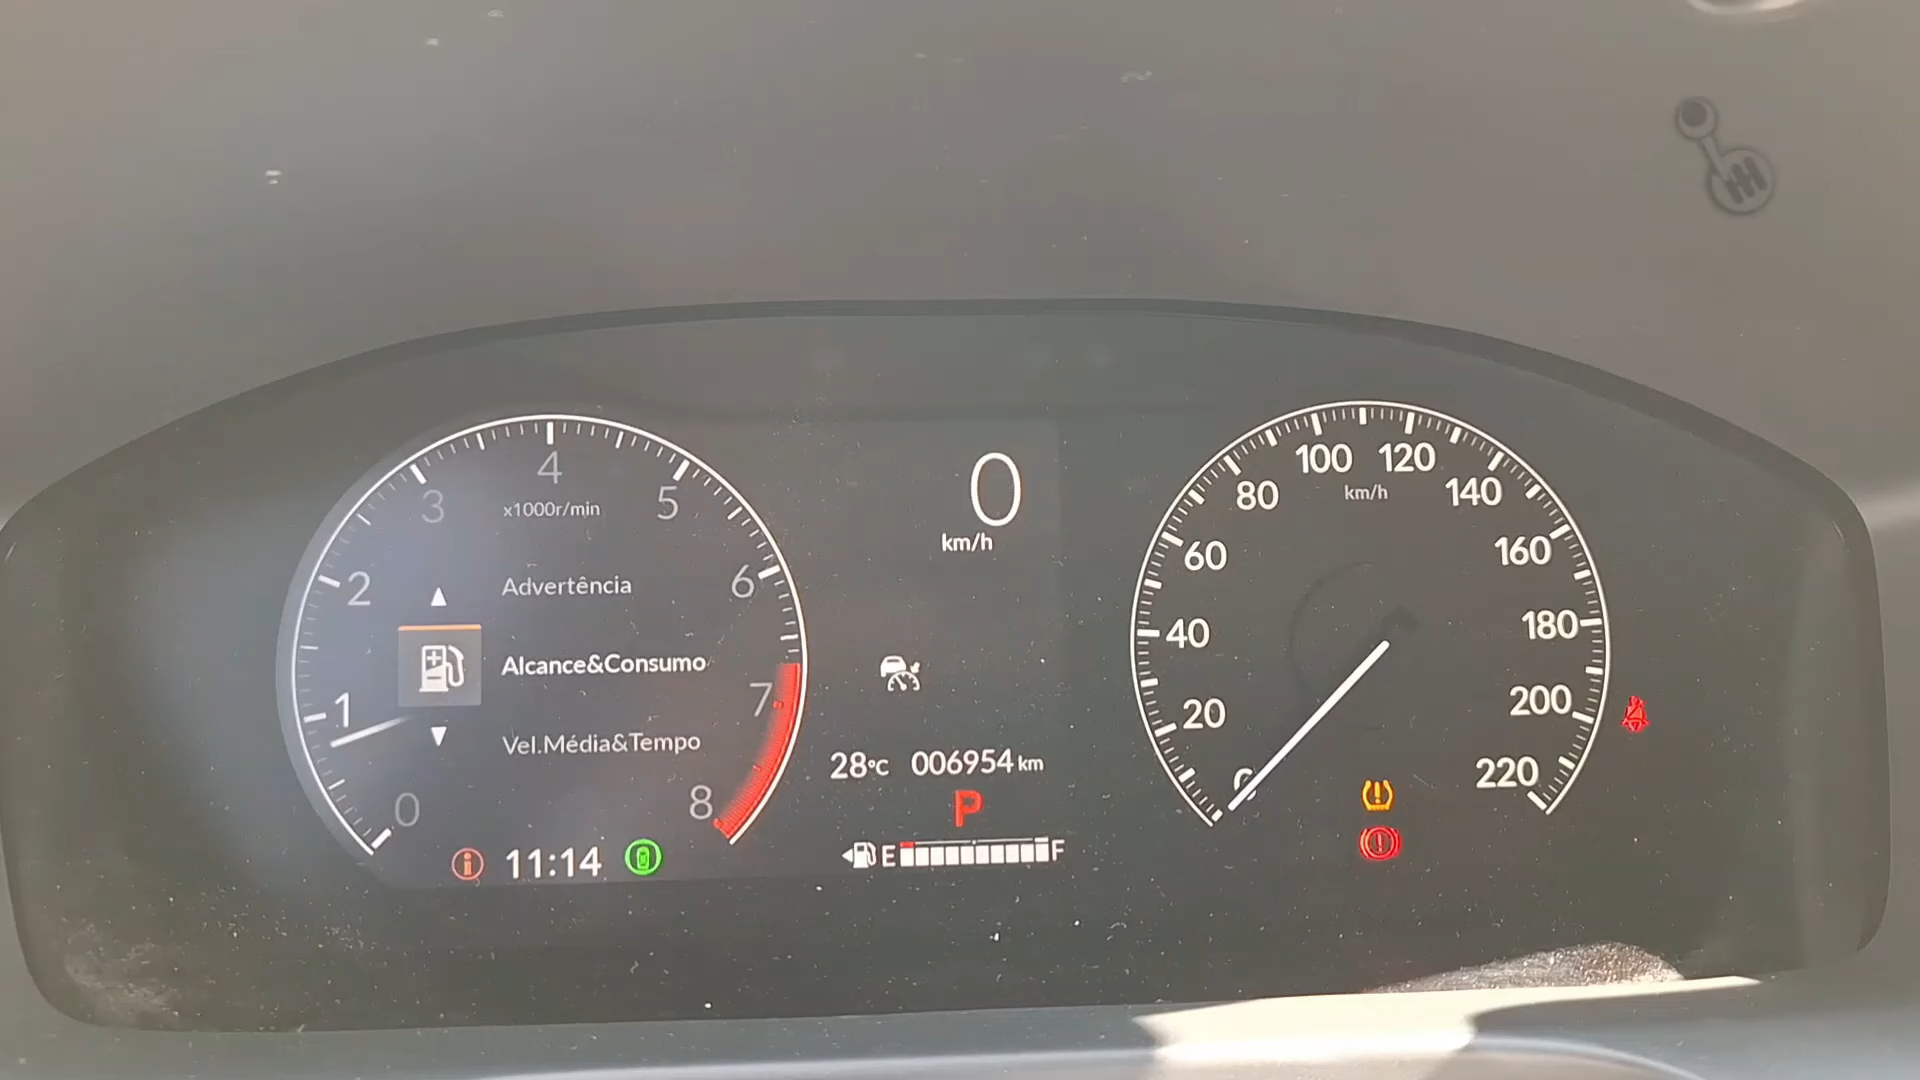 0
1
2
3
4
5
6
7
8
x1000r/min
Advertência
Alcance&Consumo
Vel.Média&Tempo
11:14
0
km/h
28°C 006954 km
P
E F
0
20
40
60
80
100
120
140
160
180
200
220
km/h